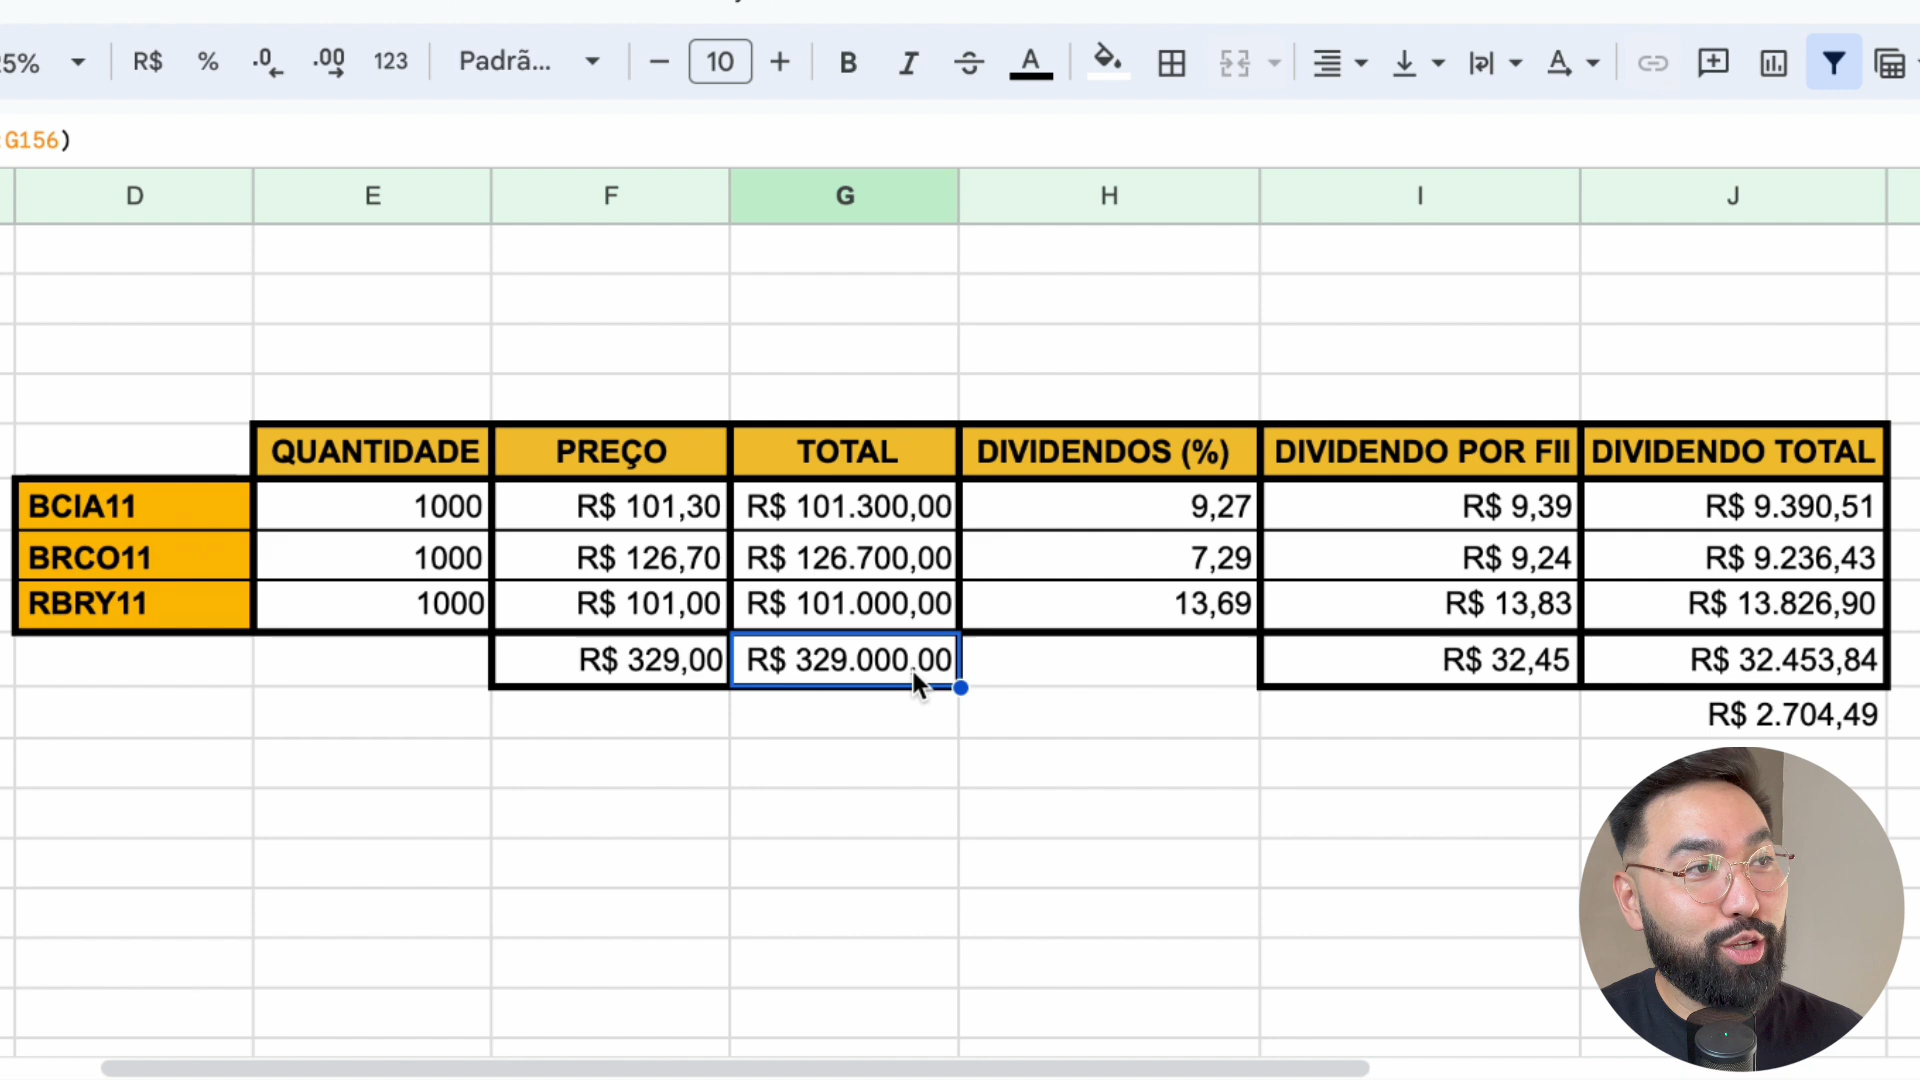 R$ % .0 .00 123 Padrã... − 10 + B I A A
G156)
D E F G H I J
QUANTIDADE PREÇO TOTAL DIVIDENDOS (%) DIVIDENDO POR FII DIVIDENDO TOTAL
BCIA11 1000 R$ 101,30 R$ 101.300,00 9,27 R$ 9,39 R$ 9.390,51
BRCO11 1000 R$ 126,70 R$ 126.700,00 7,29 R$ 9,24 R$ 9.236,43
RBRY11 1000 R$ 101,00 R$ 101.000,00 13,69 R$ 13,83 R$ 13.826,90
R$ 329,00 R$ 329.000,00 R$ 32,45 R$ 32.453,84
R$ 2.704,49